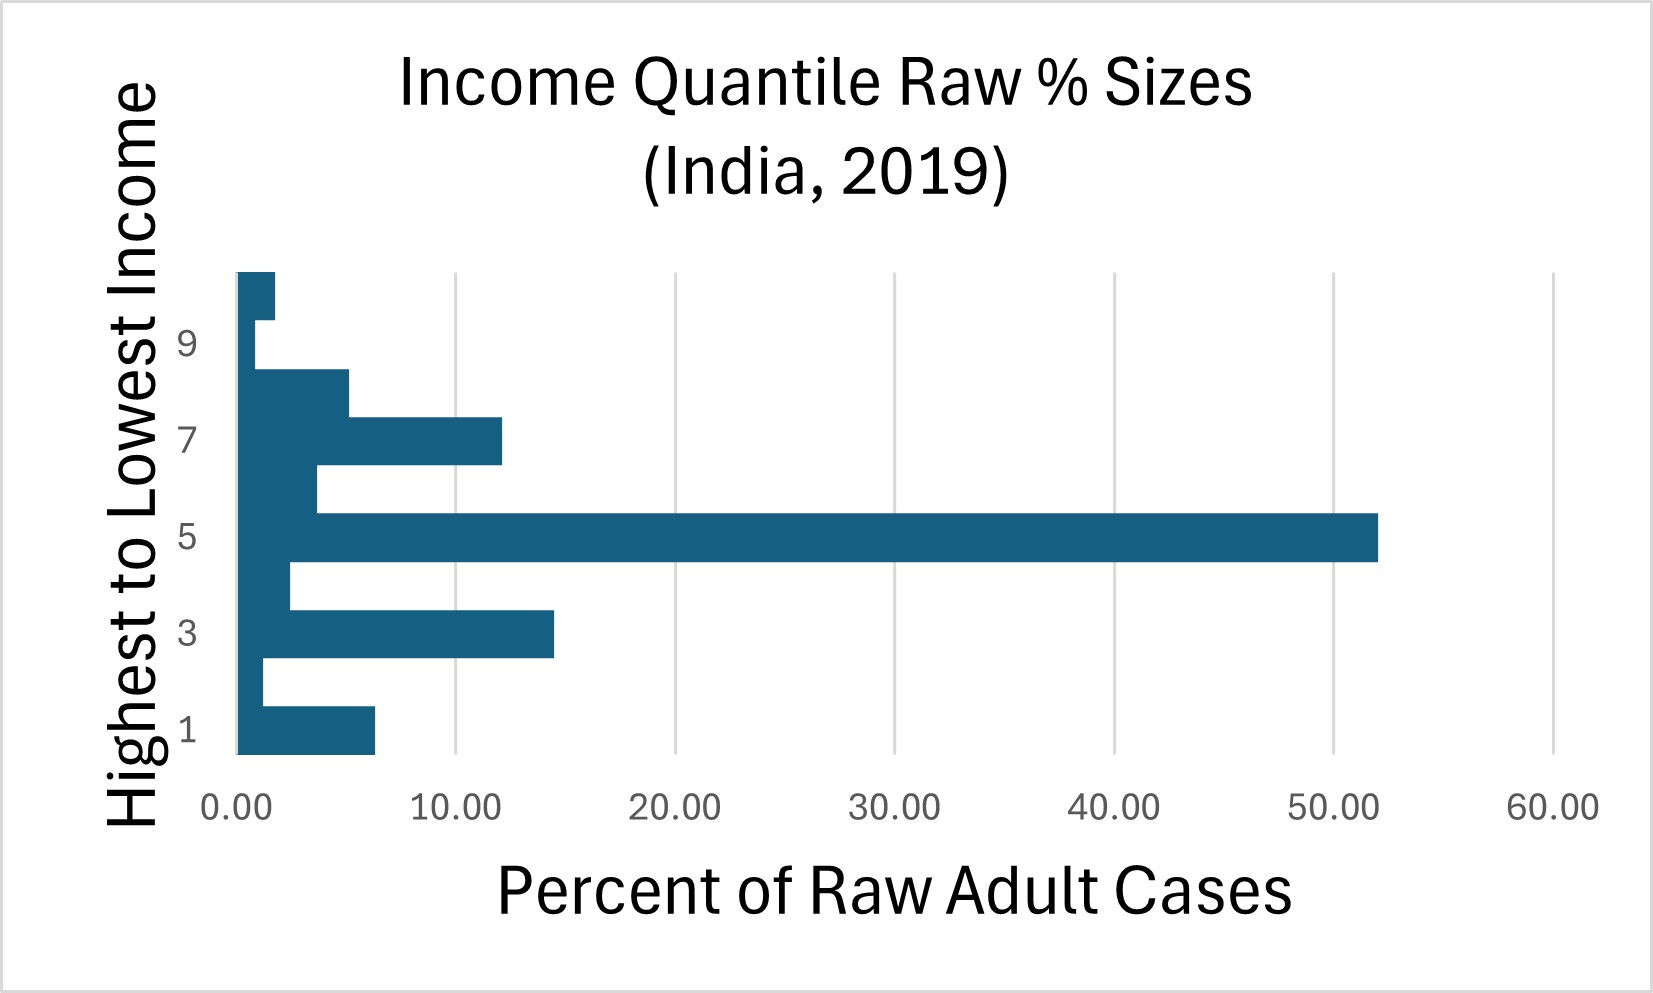 Income Quantile Raw % Sizes
(India, 2019)
Highest to Lowest Income
9
7
5
3
1
0.00 10.00 20.00 30.00 40.00 50.00 60.00
Percent of Raw Adult Cases